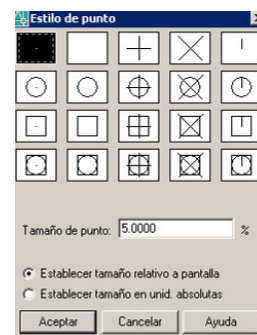 Estilo de punto
Tamaño de punto: 5.0000 %
Establecer tamaño relativo a pantalla
Establecer tamaño en unid. absolutas
Aceptar Cancelar Ayuda